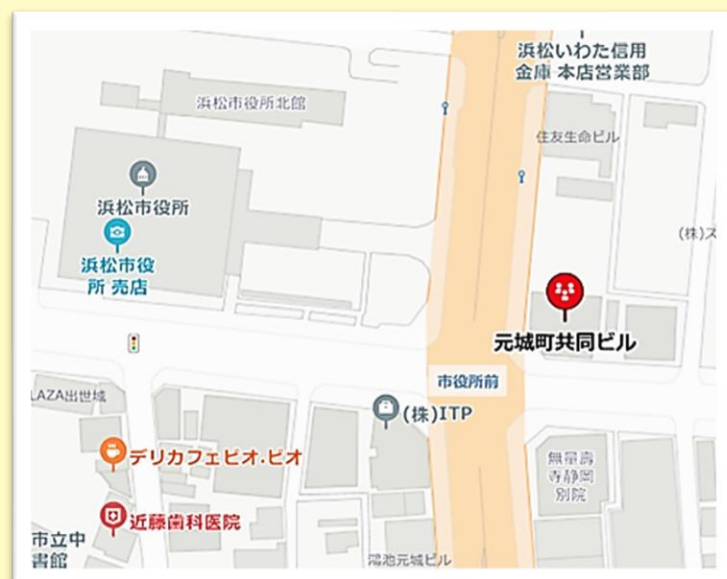 浜松いわた信用
金庫 本店営業部
浜松市役所北館
住友生命ビル
浜松市役所
(株)ス
浜松市役
所 売店
元城町共同ビル
市役所前
LAZA出世城
(株)ITP
デリカフェビオ・ビオ
無量壽
寺静岡
別院
近藤歯科医院
市立中
書館
鴻池元城ビル